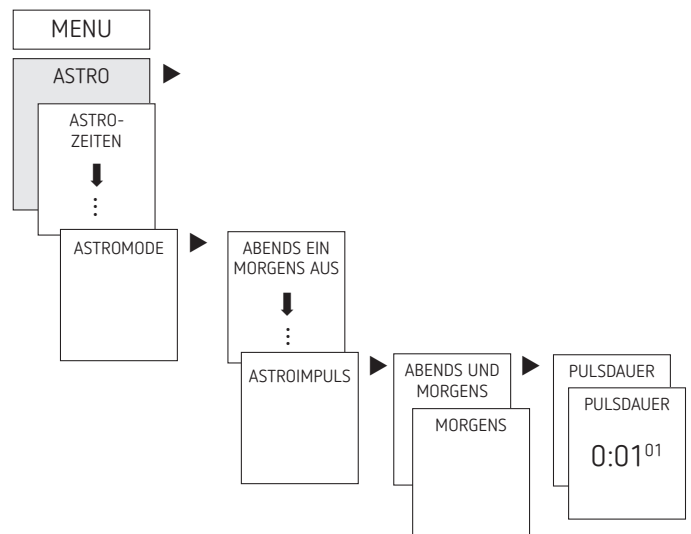 MENU
ASTRO
ASTRO-
ZEITEN
ASTROMODE
ABENDS EIN
MORGENS AUS
ASTROIMPULS
ABENDS UND
MORGENS
MORGENS
PULSDAUER
PULSDAUER
0:01⁰¹